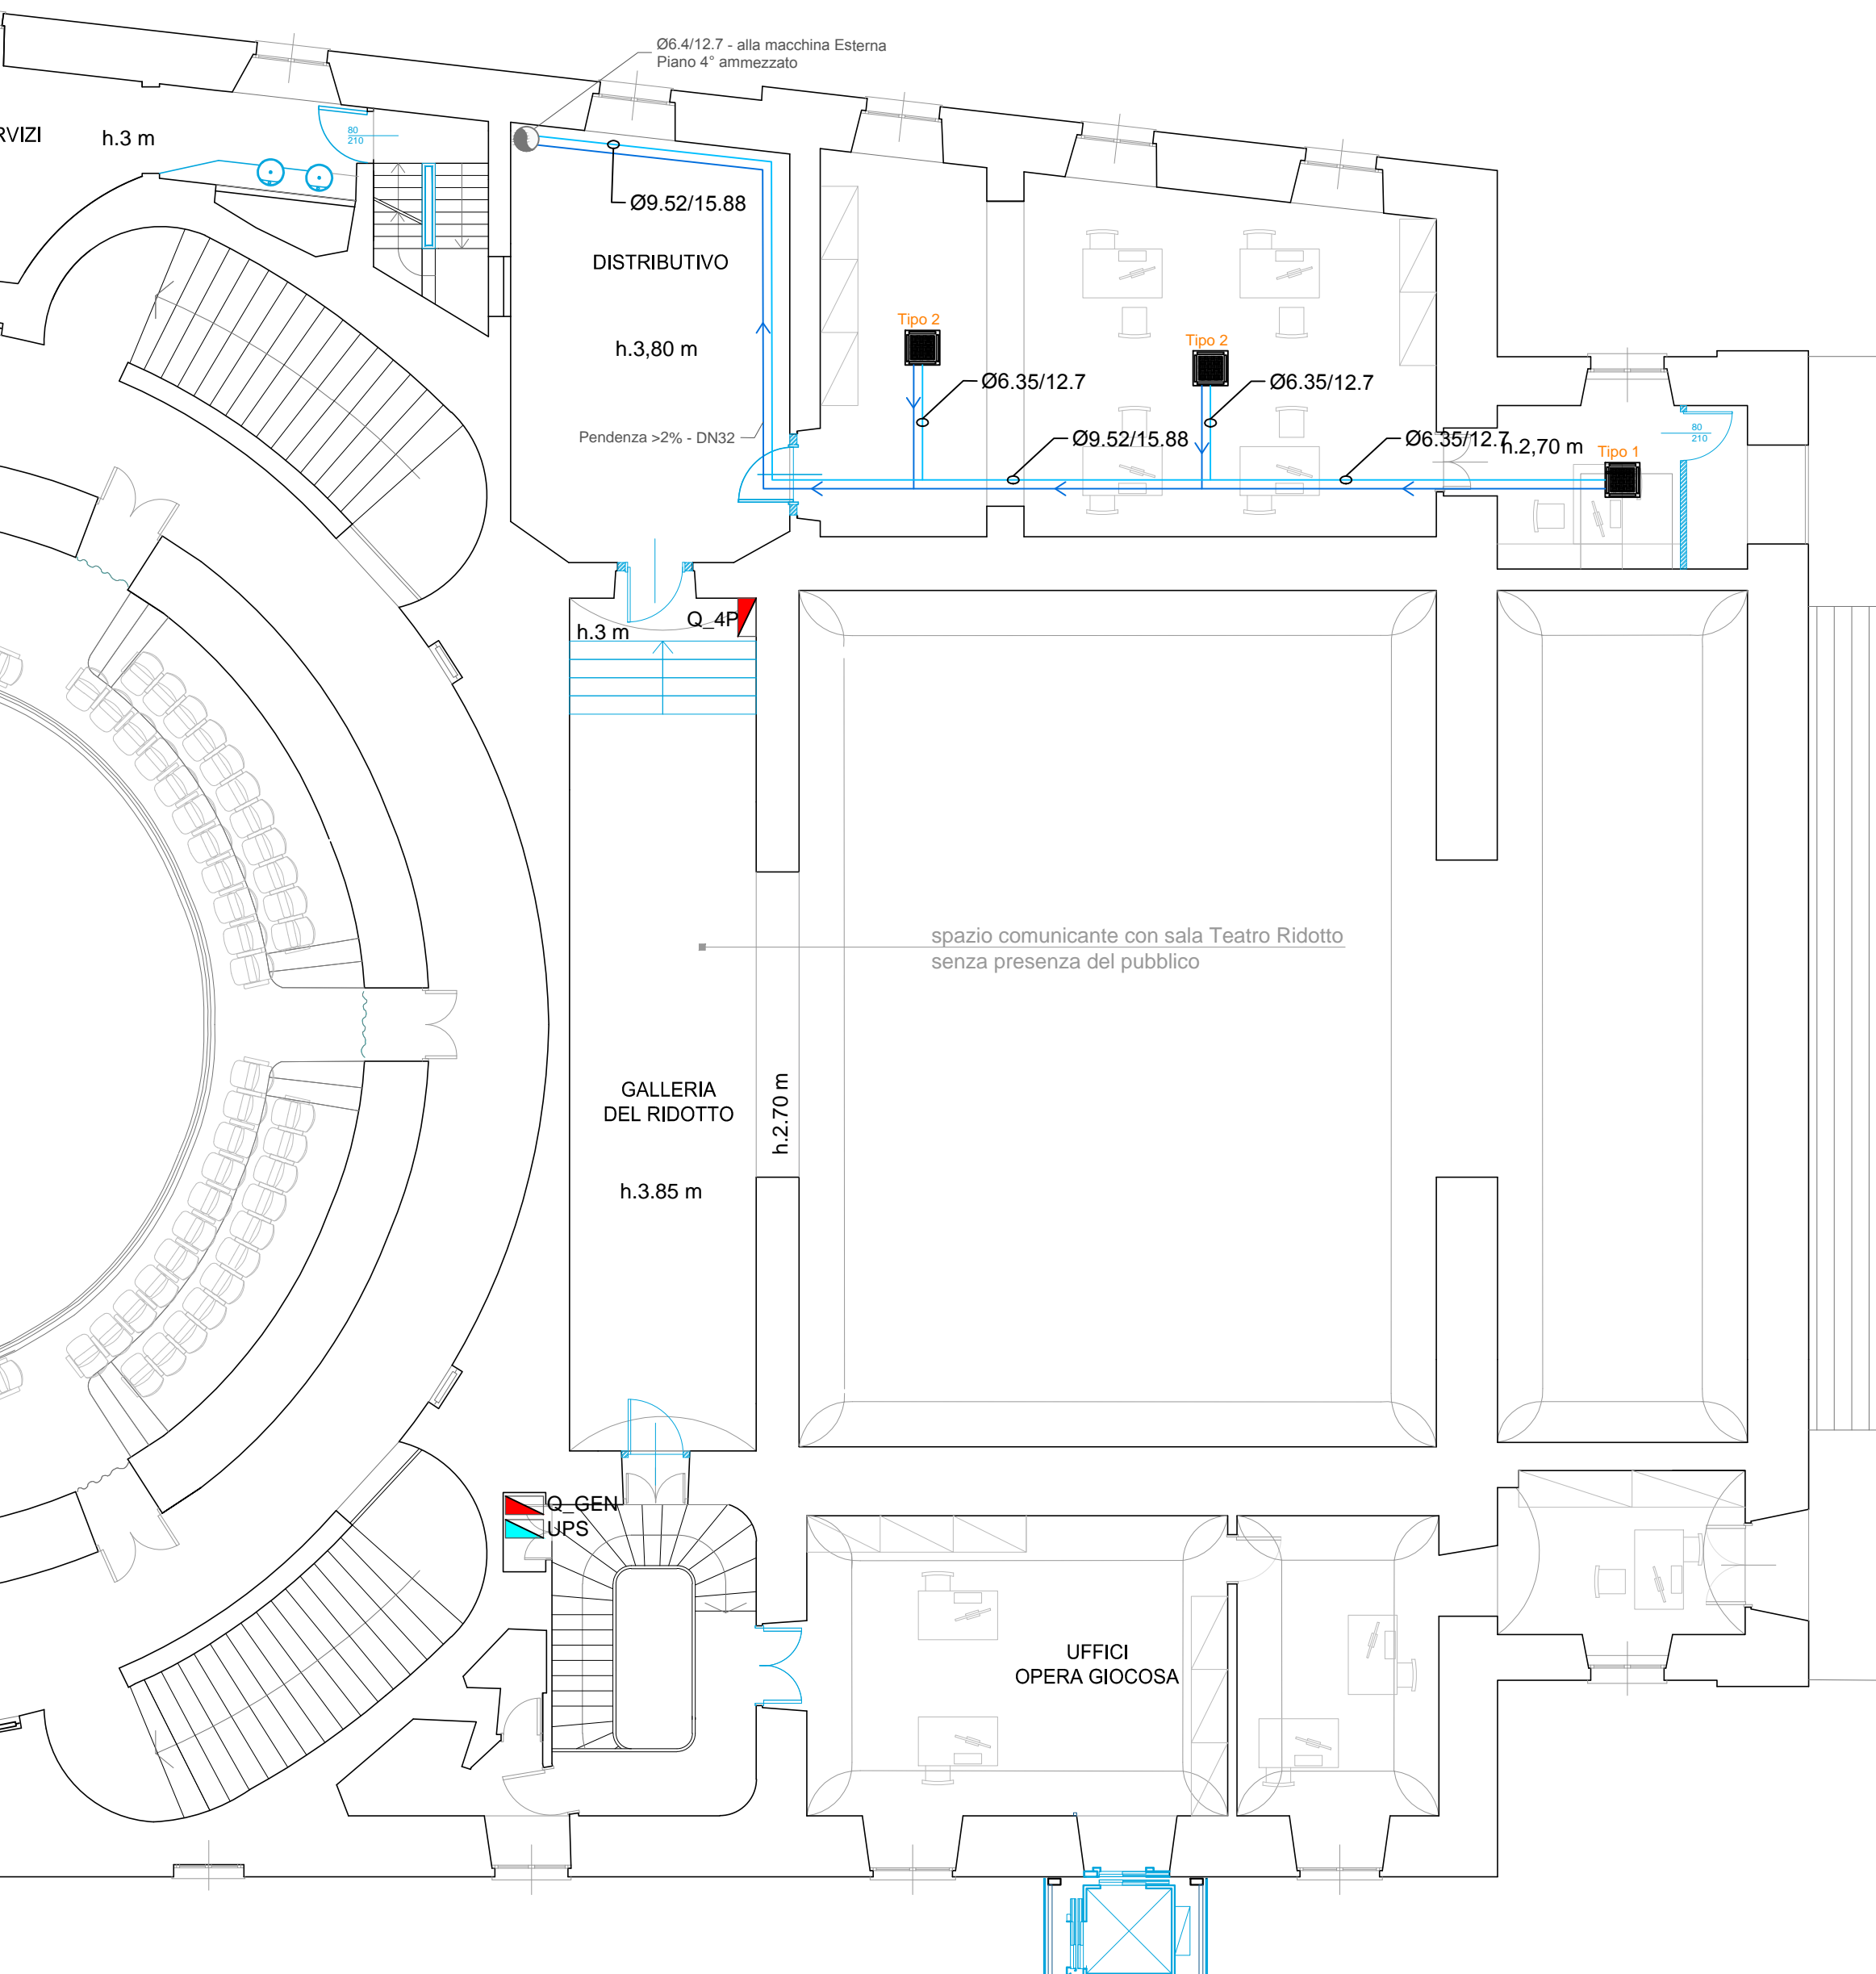 Ø6.4/12.7 - alla macchina Esterna
Piano 4° ammezzato
RVIZI
h.3 m
80
210
Ø9.52/15.88
DISTRIBUTIVO
h.3,80 m
Tipo 2
Tipo 2
Ø6.35/12.7
Ø6.35/12.7
Pendenza >2% - DN32
Ø9.52/15.88
Ø6.35/12.7
h.2,70 m
80
210
Tipo 1
Q_4P
h.3 m
spazio comunicante con sala Teatro Ridotto
senza presenza del pubblico
GALLERIA
DEL RIDOTTO
h.2.70 m
h.3.85 m
Q_GEN
UPS
UFFICI
OPERA GIOCOSA